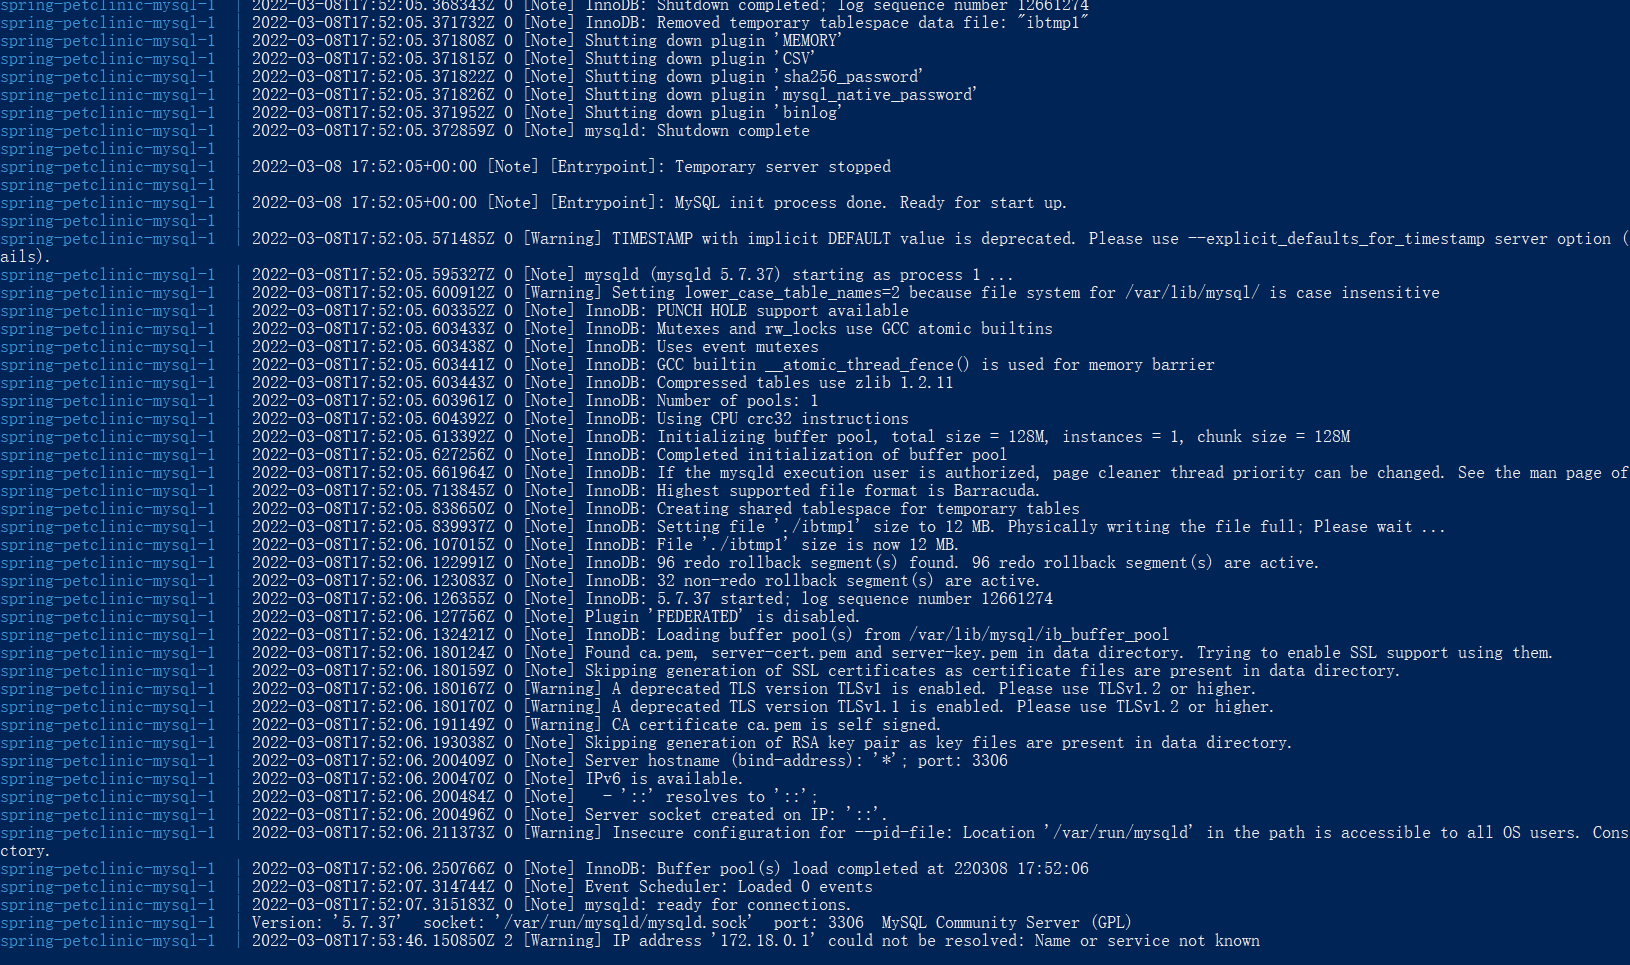 spring-petclinic-mysql-1  | 2022-03-08T17:52:05.368343Z 0 [Note] InnoDB: Shutdown completed; log sequence number 12661274
spring-petclinic-mysql-1  | 2022-03-08T17:52:05.371732Z 0 [Note] InnoDB: Removed temporary tablespace data file: "ibtmp1"
spring-petclinic-mysql-1  | 2022-03-08T17:52:05.371808Z 0 [Note] Shutting down plugin 'MEMORY'
spring-petclinic-mysql-1  | 2022-03-08T17:52:05.371815Z 0 [Note] Shutting down plugin 'CSV'
spring-petclinic-mysql-1  | 2022-03-08T17:52:05.371822Z 0 [Note] Shutting down plugin 'sha256_password'
spring-petclinic-mysql-1  | 2022-03-08T17:52:05.371826Z 0 [Note] Shutting down plugin 'mysql_native_password'
spring-petclinic-mysql-1  | 2022-03-08T17:52:05.371952Z 0 [Note] Shutting down plugin 'binlog'
spring-petclinic-mysql-1  | 2022-03-08T17:52:05.372859Z 0 [Note] mysqld: Shutdown complete
spring-petclinic-mysql-1  |
spring-petclinic-mysql-1  | 2022-03-08 17:52:05+00:00 [Note] [Entrypoint]: Temporary server stopped
spring-petclinic-mysql-1  |
spring-petclinic-mysql-1  | 2022-03-08 17:52:05+00:00 [Note] [Entrypoint]: MySQL init process done. Ready for start up.
spring-petclinic-mysql-1  |
spring-petclinic-mysql-1  | 2022-03-08T17:52:05.571485Z 0 [Warning] TIMESTAMP with implicit DEFAULT value is deprecated. Please use --explicit_defaults_for_timestamp server option (
ails).
spring-petclinic-mysql-1  | 2022-03-08T17:52:05.595327Z 0 [Note] mysqld (mysqld 5.7.37) starting as process 1 ...
spring-petclinic-mysql-1  | 2022-03-08T17:52:05.600912Z 0 [Warning] Setting lower_case_table_names=2 because file system for /var/lib/mysql/ is case insensitive
spring-petclinic-mysql-1  | 2022-03-08T17:52:05.603352Z 0 [Note] InnoDB: PUNCH HOLE support available
spring-petclinic-mysql-1  | 2022-03-08T17:52:05.603433Z 0 [Note] InnoDB: Mutexes and rw_locks use GCC atomic builtins
spring-petclinic-mysql-1  | 2022-03-08T17:52:05.603438Z 0 [Note] InnoDB: Uses event mutexes
spring-petclinic-mysql-1  | 2022-03-08T17:52:05.603441Z 0 [Note] InnoDB: GCC builtin __atomic_thread_fence() is used for memory barrier
spring-petclinic-mysql-1  | 2022-03-08T17:52:05.603443Z 0 [Note] InnoDB: Compressed tables use zlib 1.2.11
spring-petclinic-mysql-1  | 2022-03-08T17:52:05.603961Z 0 [Note] InnoDB: Number of pools: 1
spring-petclinic-mysql-1  | 2022-03-08T17:52:05.604392Z 0 [Note] InnoDB: Using CPU crc32 instructions
spring-petclinic-mysql-1  | 2022-03-08T17:52:05.613392Z 0 [Note] InnoDB: Initializing buffer pool, total size = 128M, instances = 1, chunk size = 128M
spring-petclinic-mysql-1  | 2022-03-08T17:52:05.627256Z 0 [Note] InnoDB: Completed initialization of buffer pool
spring-petclinic-mysql-1  | 2022-03-08T17:52:05.661964Z 0 [Note] InnoDB: If the mysqld execution user is authorized, page cleaner thread priority can be changed. See the man page of
spring-petclinic-mysql-1  | 2022-03-08T17:52:05.713845Z 0 [Note] InnoDB: Highest supported file format is Barracuda.
spring-petclinic-mysql-1  | 2022-03-08T17:52:05.838650Z 0 [Note] InnoDB: Creating shared tablespace for temporary tables
spring-petclinic-mysql-1  | 2022-03-08T17:52:05.839937Z 0 [Note] InnoDB: Setting file './ibtmp1' size to 12 MB. Physically writing the file full; Please wait ...
spring-petclinic-mysql-1  | 2022-03-08T17:52:06.107015Z 0 [Note] InnoDB: File './ibtmp1' size is now 12 MB.
spring-petclinic-mysql-1  | 2022-03-08T17:52:06.122991Z 0 [Note] InnoDB: 96 redo rollback segment(s) found. 96 redo rollback segment(s) are active.
spring-petclinic-mysql-1  | 2022-03-08T17:52:06.123083Z 0 [Note] InnoDB: 32 non-redo rollback segment(s) are active.
spring-petclinic-mysql-1  | 2022-03-08T17:52:06.126355Z 0 [Note] InnoDB: 5.7.37 started; log sequence number 12661274
spring-petclinic-mysql-1  | 2022-03-08T17:52:06.127756Z 0 [Note] Plugin 'FEDERATED' is disabled.
spring-petclinic-mysql-1  | 2022-03-08T17:52:06.132421Z 0 [Note] InnoDB: Loading buffer pool(s) from /var/lib/mysql/ib_buffer_pool
spring-petclinic-mysql-1  | 2022-03-08T17:52:06.180124Z 0 [Note] Found ca.pem, server-cert.pem and server-key.pem in data directory. Trying to enable SSL support using them.
spring-petclinic-mysql-1  | 2022-03-08T17:52:06.180159Z 0 [Note] Skipping generation of SSL certificates as certificate files are present in data directory.
spring-petclinic-mysql-1  | 2022-03-08T17:52:06.180167Z 0 [Warning] A deprecated TLS version TLSv1 is enabled. Please use TLSv1.2 or higher.
spring-petclinic-mysql-1  | 2022-03-08T17:52:06.180170Z 0 [Warning] A deprecated TLS version TLSv1.1 is enabled. Please use TLSv1.2 or higher.
spring-petclinic-mysql-1  | 2022-03-08T17:52:06.191149Z 0 [Warning] CA certificate ca.pem is self signed.
spring-petclinic-mysql-1  | 2022-03-08T17:52:06.193038Z 0 [Note] Skipping generation of RSA key pair as key files are present in data directory.
spring-petclinic-mysql-1  | 2022-03-08T17:52:06.200409Z 0 [Note] Server hostname (bind-address): '*'; port: 3306
spring-petclinic-mysql-1  | 2022-03-08T17:52:06.200470Z 0 [Note] IPv6 is available.
spring-petclinic-mysql-1  | 2022-03-08T17:52:06.200484Z 0 [Note]   - '::' resolves to '::';
spring-petclinic-mysql-1  | 2022-03-08T17:52:06.200496Z 0 [Note] Server socket created on IP: '::'.
spring-petclinic-mysql-1  | 2022-03-08T17:52:06.211373Z 0 [Warning] Insecure configuration for --pid-file: Location '/var/run/mysqld' in the path is accessible to all OS users. Cons
ctory.
spring-petclinic-mysql-1  | 2022-03-08T17:52:06.250766Z 0 [Note] InnoDB: Buffer pool(s) load completed at 220308 17:52:06
spring-petclinic-mysql-1  | 2022-03-08T17:52:07.314744Z 0 [Note] Event Scheduler: Loaded 0 events
spring-petclinic-mysql-1  | 2022-03-08T17:52:07.315183Z 0 [Note] mysqld: ready for connections.
spring-petclinic-mysql-1  | Version: '5.7.37'  socket: '/var/run/mysqld/mysqld.sock'  port: 3306  MySQL Community Server (GPL)
spring-petclinic-mysql-1  | 2022-03-08T17:53:46.150850Z 2 [Warning] IP address '172.18.0.1' could not be resolved: Name or service not known